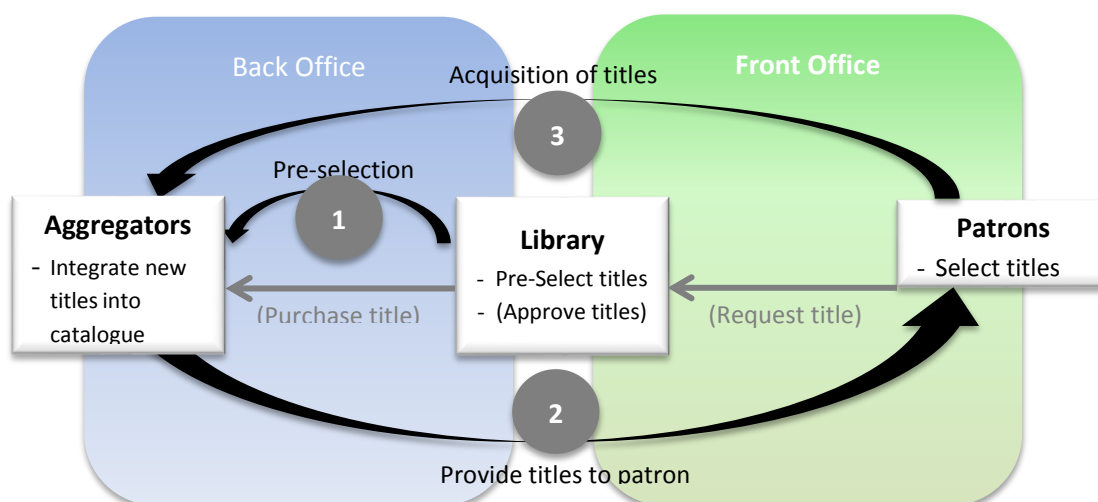 Back Office
Front Office
Acquisition of titles
3
Pre-selection
1
Aggregators
- Integrate new
titles into
catalogue
Library
- Pre-Select titles
- (Approve titles)
Patrons
- Select titles
(Purchase title)
(Request title)
2
Provide titles to patron